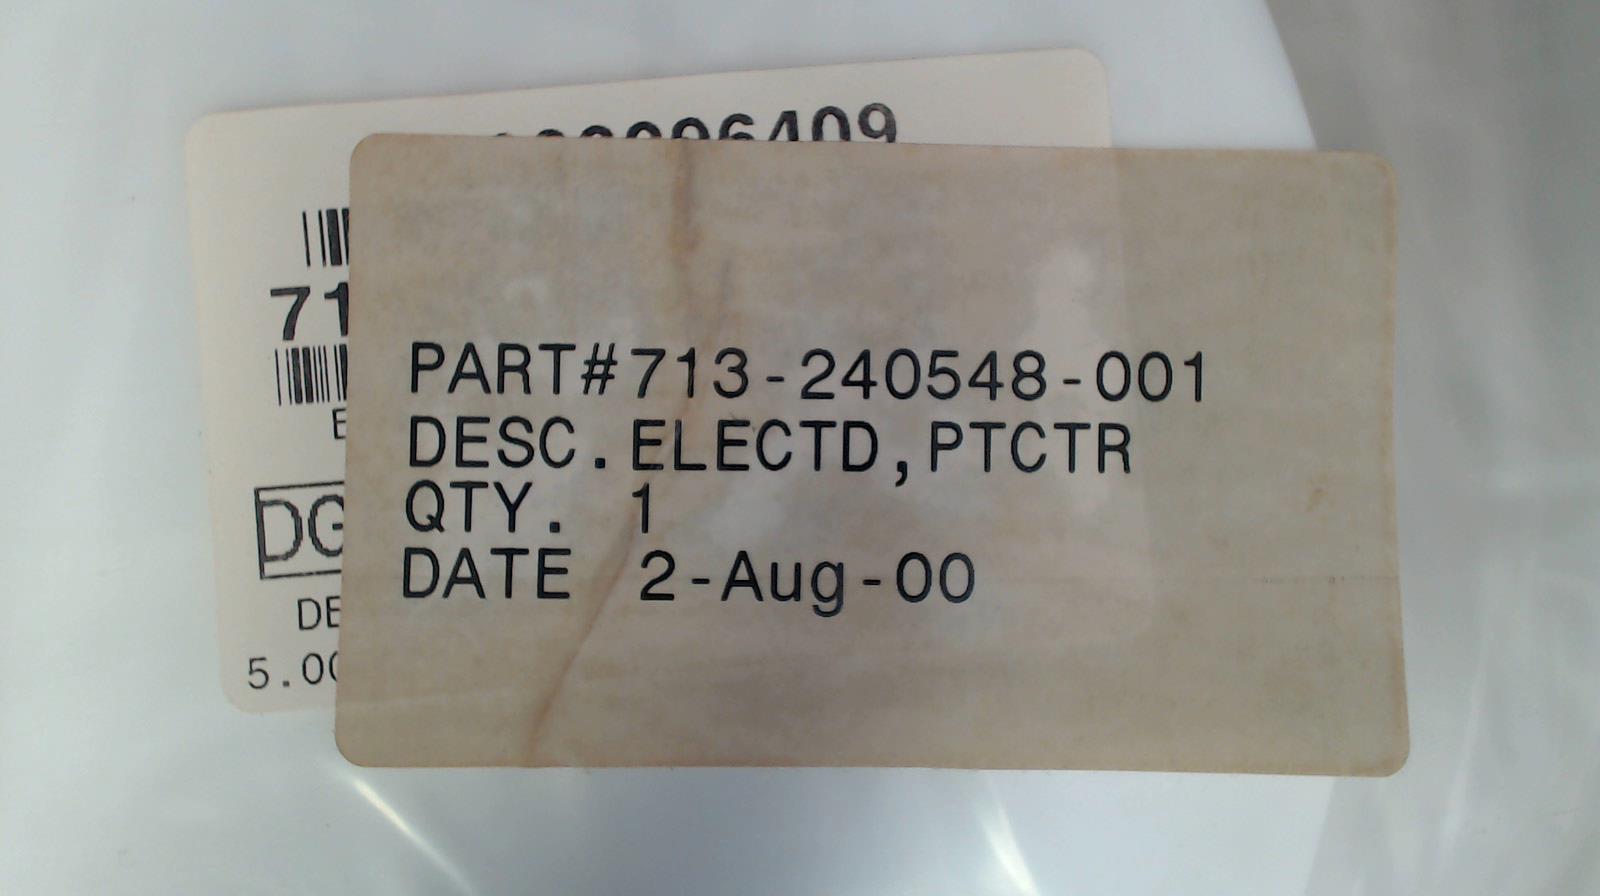 PART#713-240548-001
DESC.ELECTD,PTCTR
QTY. 1
DATE 2-Aug-00